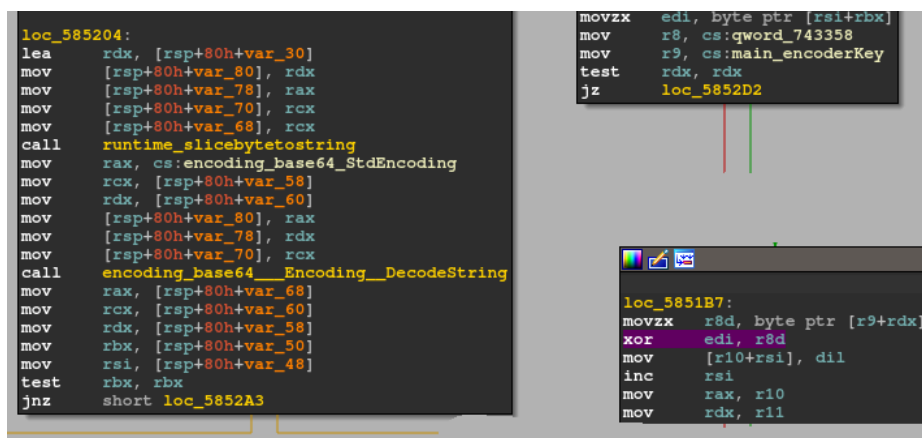 loc_585204:
lea rdx, [rsp+80h+var_30]
mov [rsp+80h+var_80], rdx
mov [rsp+80h+var_78], rax
mov [rsp+80h+var_70], rcx
mov [rsp+80h+var_68], rcx
call runtime_slicebytetostring
mov rax, cs:encoding_base64_StdEncoding
mov rcx, [rsp+80h+var_58]
mov rdx, [rsp+80h+var_60]
mov [rsp+80h+var_80], rax
mov [rsp+80h+var_78], rdx
mov [rsp+80h+var_70], rcx
call encoding_base64___Encoding__DecodeString
mov rax, [rsp+80h+var_68]
mov rcx, [rsp+80h+var_60]
mov rdx, [rsp+80h+var_58]
mov rbx, [rsp+80h+var_50]
mov rsi, [rsp+80h+var_48]
test rbx, rbx
jnz short loc_5852A3
movzx edi, byte ptr [rsi+rbx]
mov r8, cs:qword_743358
mov r9, cs:main_encoderKey
test rdx, rdx
jz loc_5852D2
loc_5851B7:
movzx r8d, byte ptr [r9+rdx]
xor edi, r8d
mov [r10+rsi], dil
inc rsi
mov rax, r10
mov rdx, r11